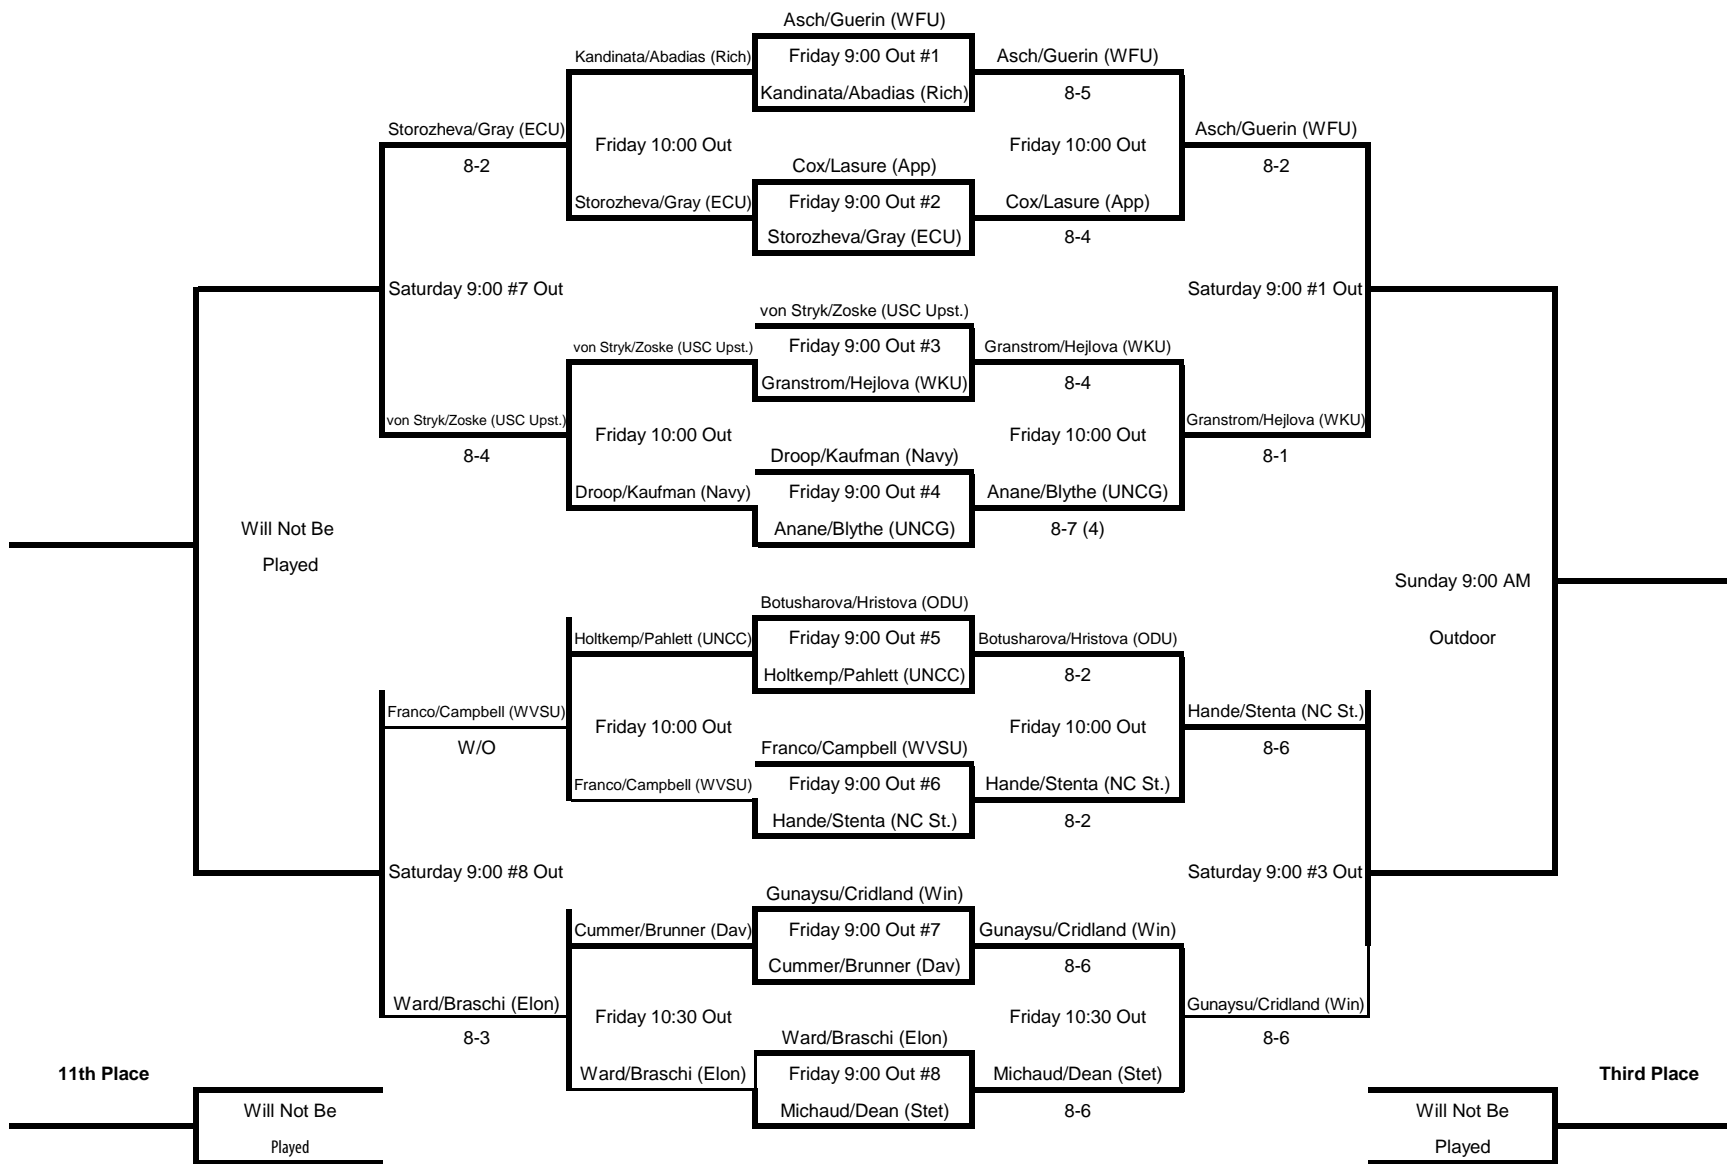 Asch/Guerin (WFU)
Kandinata/Abadias (Rich) Friday 9:00 Out #1 Asch/Guerin (WFU)
Kandinata/Abadias (Rich) 8-5
Storozheva/Gray (ECU) Asch/Guerin (WFU)
Friday 10:00 Out Friday 10:00 Out
8-2 Cox/Lasure (App) 8-2
Storozheva/Gray (ECU) Friday 9:00 Out #2 Cox/Lasure (App)
Storozheva/Gray (ECU) 8-4
Saturday 9:00 #7 Out Saturday 9:00 #1 Out
von Stryk/Zoske (USC Upst.)
von Stryk/Zoske (USC Upst.) Friday 9:00 Out #3 Granstrom/Hejlova (WKU)
Granstrom/Hejlova (WKU) 8-4
von Stryk/Zoske (USC Upst.) Granstrom/Hejlova (WKU)
Friday 10:00 Out Friday 10:00 Out
8-4 Droop/Kaufman (Navy) 8-1
Droop/Kaufman (Navy) Friday 9:00 Out #4 Anane/Blythe (UNCG)
Will Not Be Anane/Blythe (UNCG) 8-7 (4)
Played
Sunday 9:00 AM
Botusharova/Hristova (ODU)
Holtkemp/Pahlett (UNCC) Friday 9:00 Out #5 Botusharova/Hristova (ODU) Outdoor
Holtkemp/Pahlett (UNCC) 8-2
Franco/Campbell (WVSU) Hande/Stenta (NC St.)
Friday 10:00 Out Friday 10:00 Out
W/O Franco/Campbell (WVSU) 8-6
Franco/Campbell (WVSU) Friday 9:00 Out #6 Hande/Stenta (NC St.)
Hande/Stenta (NC St.) 8-2
Saturday 9:00 #8 Out Saturday 9:00 #3 Out
Gunaysu/Cridland (Win)
Cummer/Brunner (Dav) Friday 9:00 Out #7 Gunaysu/Cridland (Win)
Cummer/Brunner (Dav) 8-6
Ward/Braschi (Elon) Gunaysu/Cridland (Win)
Friday 10:30 Out Friday 10:30 Out
8-3 Ward/Braschi (Elon) 8-6
11th Place Ward/Braschi (Elon) Friday 9:00 Out #8 Michaud/Dean (Stet) Third Place
Will Not Be Michaud/Dean (Stet) 8-6 Will Not Be
Played Played